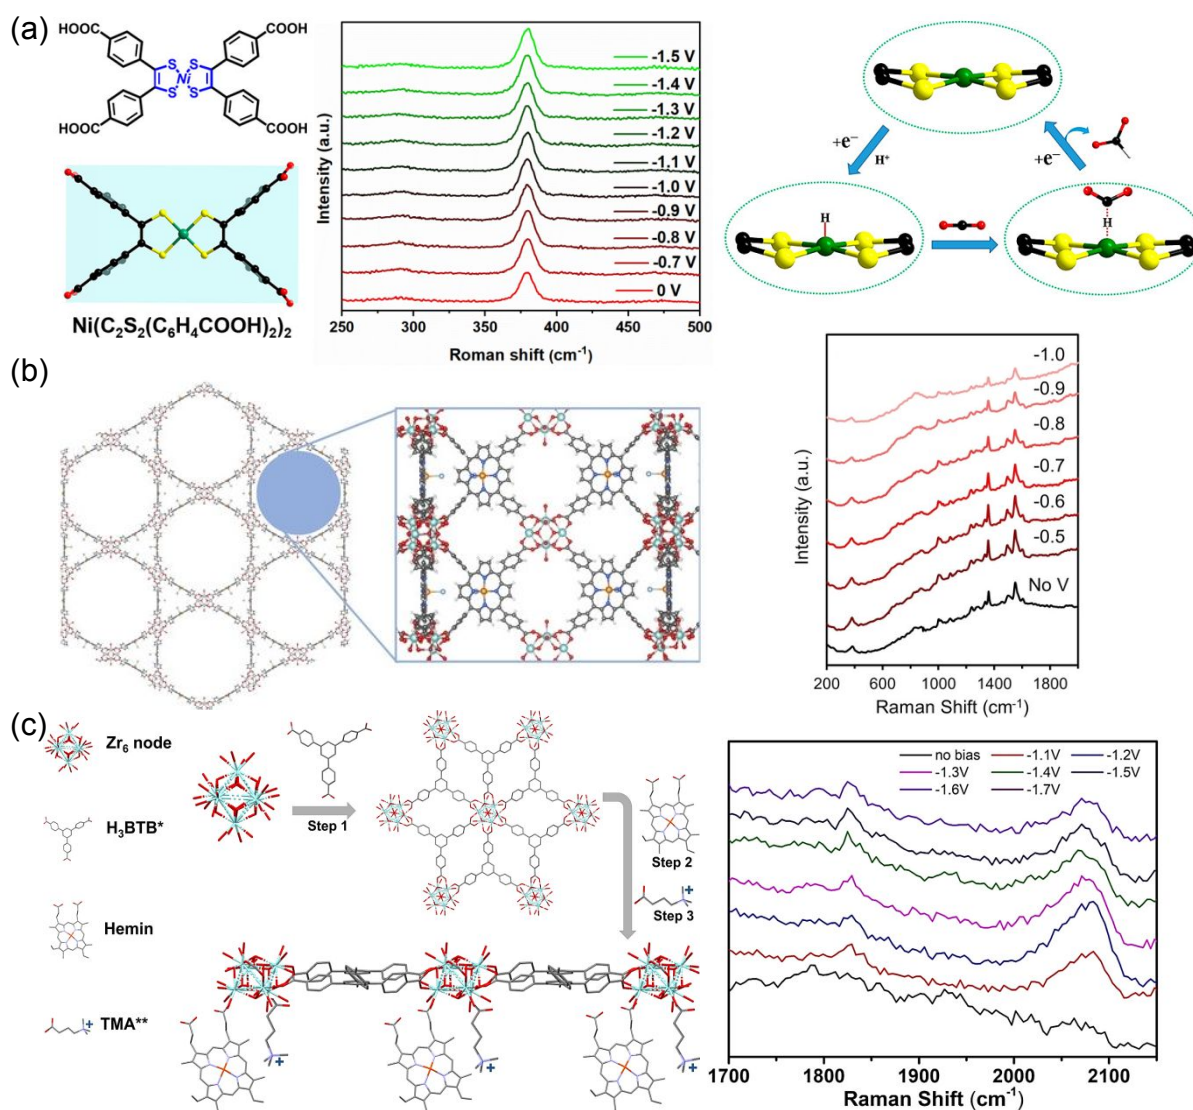 (a)
HOOC
COOH
S S
Ni
S S
HOOC
COOH
Ni(C₂S₂(C₆H₄COOH)₂)₂
Intensity (a.u.)
-1.5 V
-1.4 V
-1.3 V
-1.2 V
-1.1 V
-1.0 V
-0.9 V
-0.8 V
-0.7 V
0 V
250 300 350 400 450 500
Roman shift (cm⁻¹)
+e⁻
H⁺
+e⁻
H
H
(b)
Intensity (a.u.)
-1.0
-0.9
-0.8
-0.7
-0.6
-0.5
No V
200 600 1000 1400 1800
Raman Shift (cm⁻¹)
(c)
Zr₆ node
H₃BTB*
Hemin
TMA**
Step 1
Step 2
Step 3
+
+
+
+
+
Intensity (a.u.)
no bias -1.1V -1.2V
-1.3V -1.4V -1.5V
-1.6V -1.7V
1700 1800 1900 2000 2100
Raman Shift (cm⁻¹)